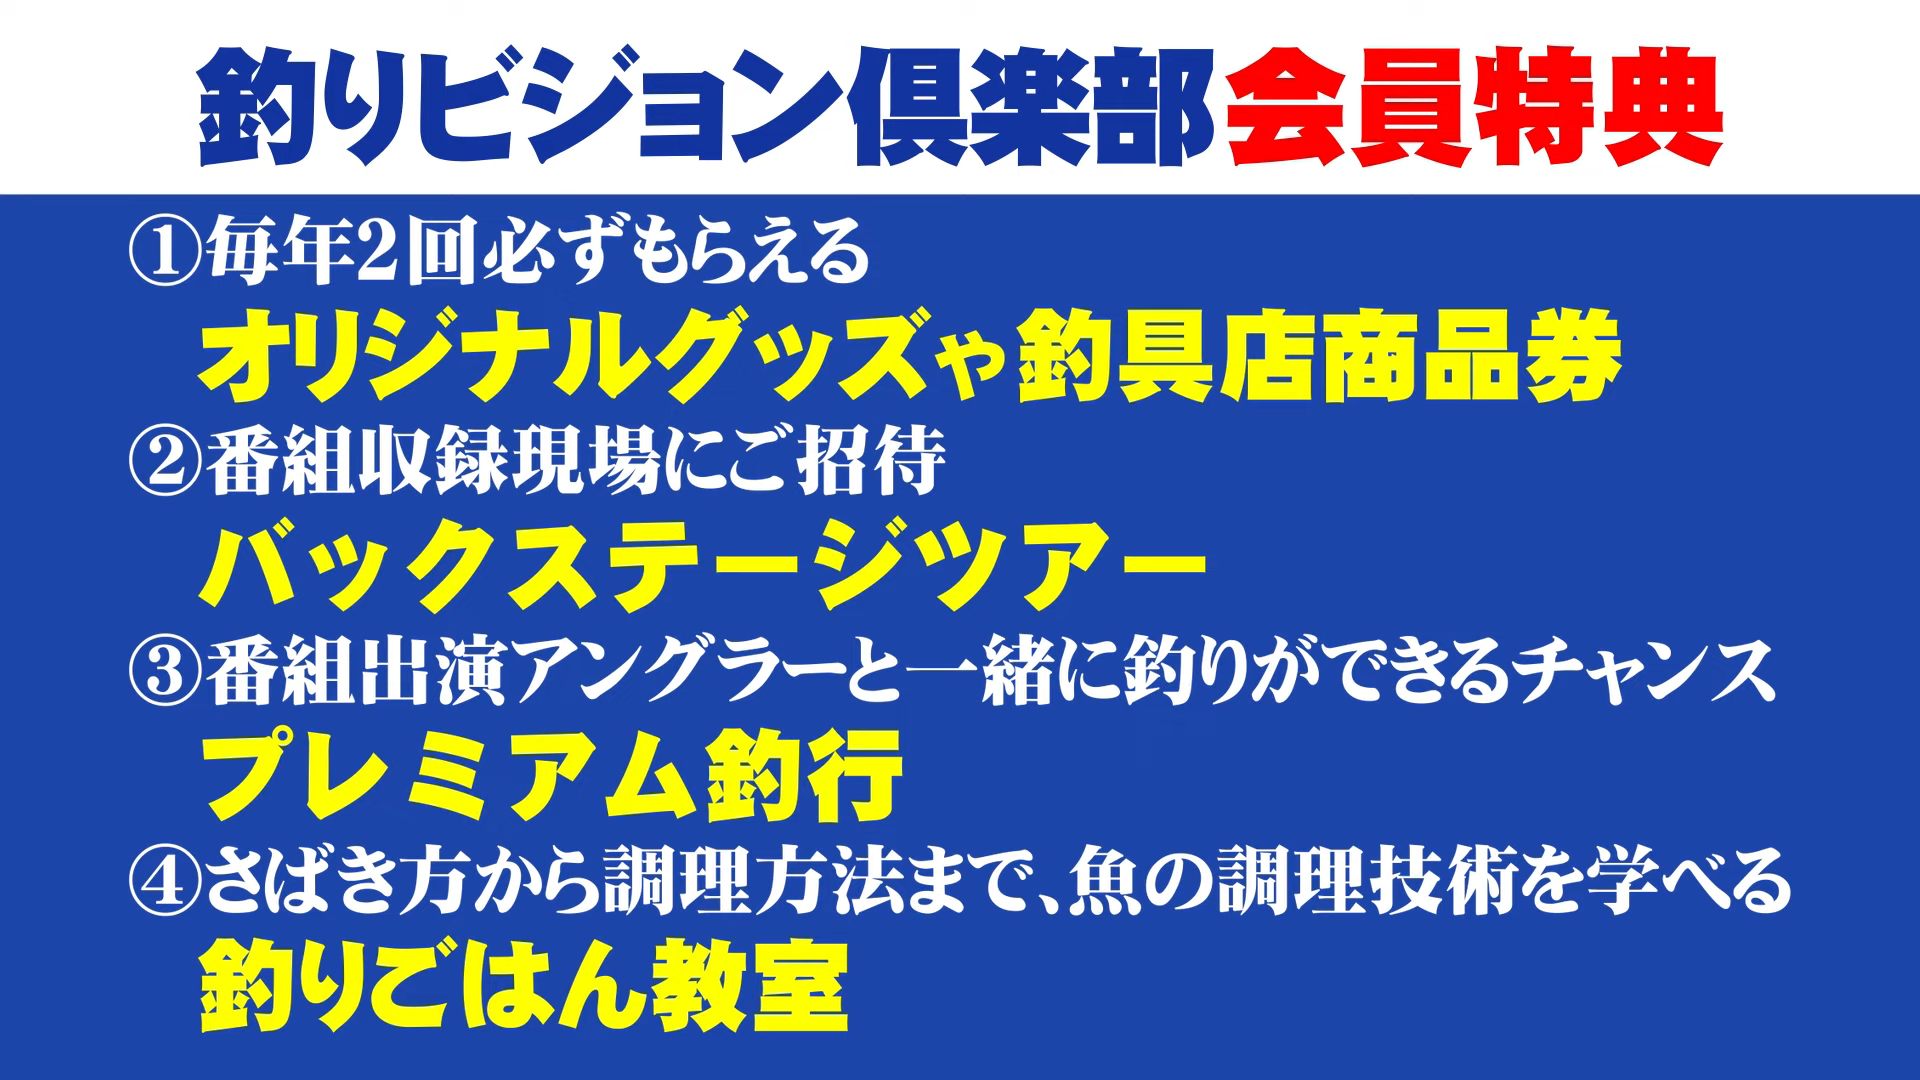 釣りビジョン倶楽部会員特典
①毎年2回必ずもらえる
オリジナルグッズや釣具店商品券
②番組収録現場にご招待
バックステージツアー
③番組出演アングラーと一緒に釣りができるチャンス
プレミアム釣行
④さばき方から調理方法まで、魚の調理技術を学べる
釣りごはん教室